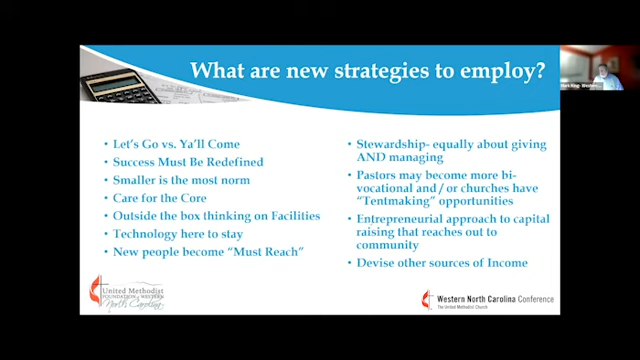 What are new strategies to employ?
• Let's Go vs. Ya'll Come
• Success Must Be Redefined
• Smaller is the most norm
• Care for the Core
• Outside the box thinking on Facilities
• Technology here to stay
• New people become “Must Reach”
• Stewardship- equally about giving
AND managing
• Pastors may become more bi-
vocational and/or churches have
“Tentmaking” opportunities
• Entrepreneurial approach to capital
raising that reaches out to
community
• Devise other sources of Income
United Methodist
FOUNDATION of WESTERN
North Carolina
Western North Carolina Conference
The United Methodist Church